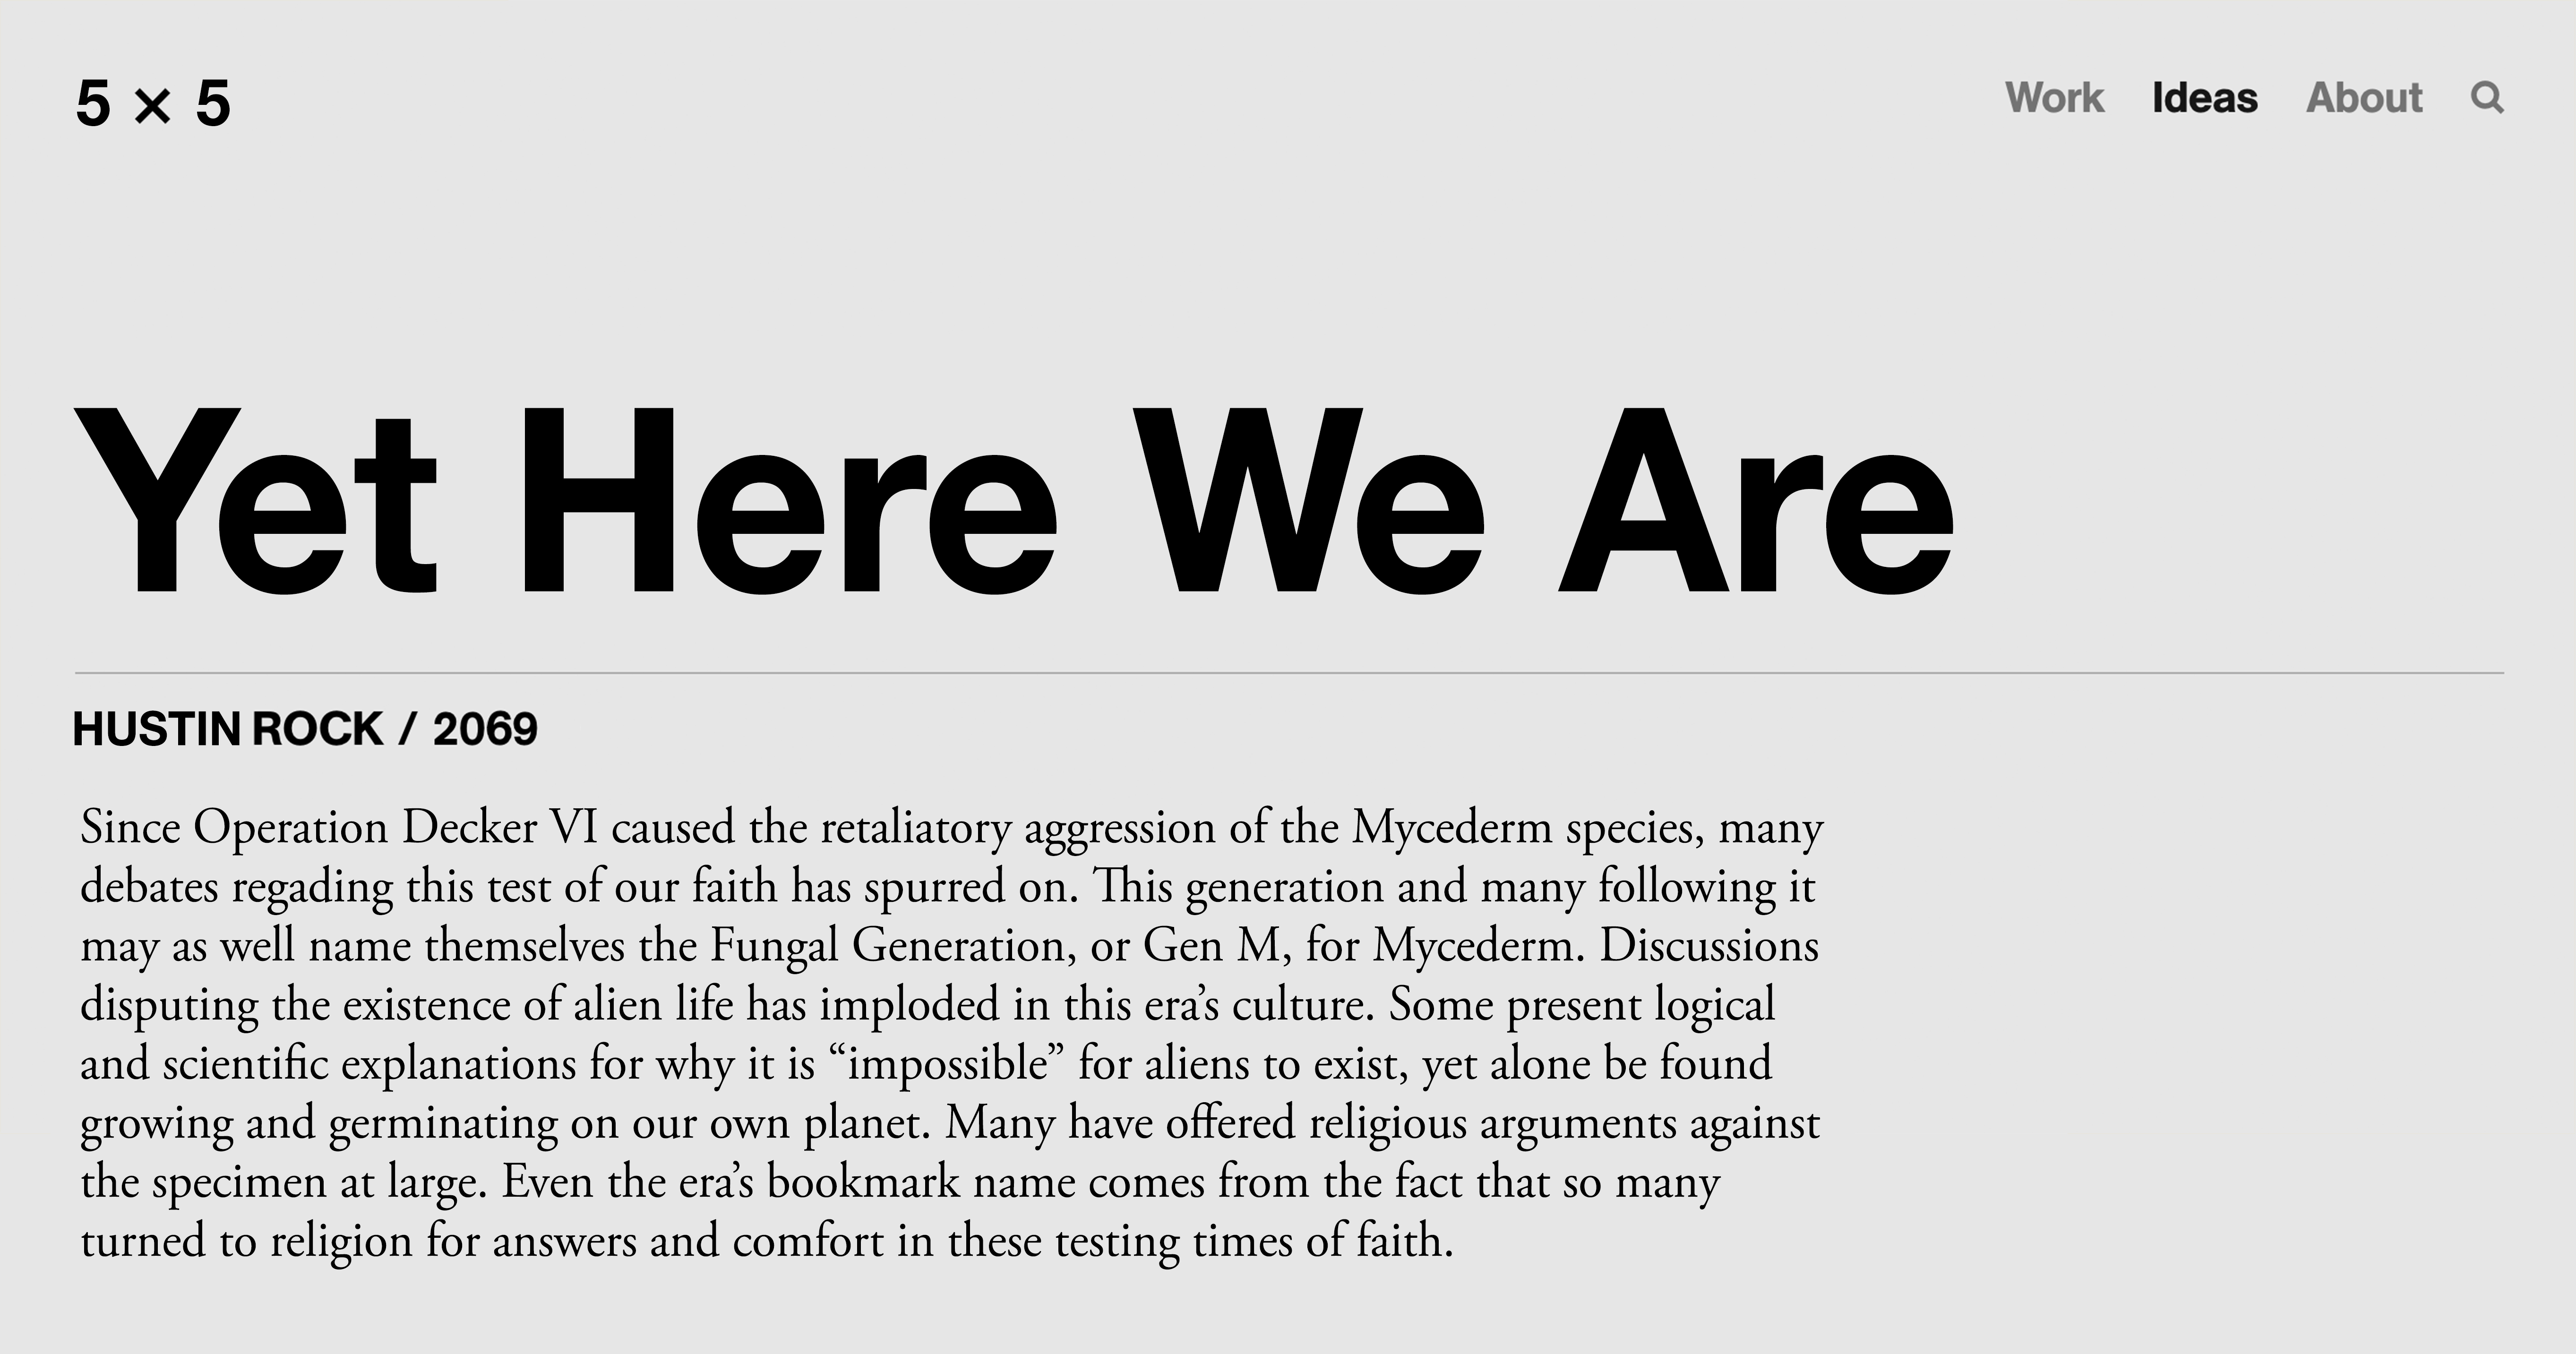 5 × 5
Work Ideas About
Yet Here We Are
HUSTIN ROCK / 2069
Since Operation Decker VI caused the retaliatory aggression of the Mycederm species, many
debates regading this test of our faith has spurred on. This generation and many following it
may as well name themselves the Fungal Generation, or Gen M, for Mycederm. Discussions
disputing the existence of alien life has imploded in this era’s culture. Some present logical
and scientific explanations for why it is “impossible” for aliens to exist, yet alone be found
growing and germinating on our own planet. Many have offered religious arguments against
the specimen at large. Even the era’s bookmark name comes from the fact that so many
turned to religion for answers and comfort in these testing times of faith.